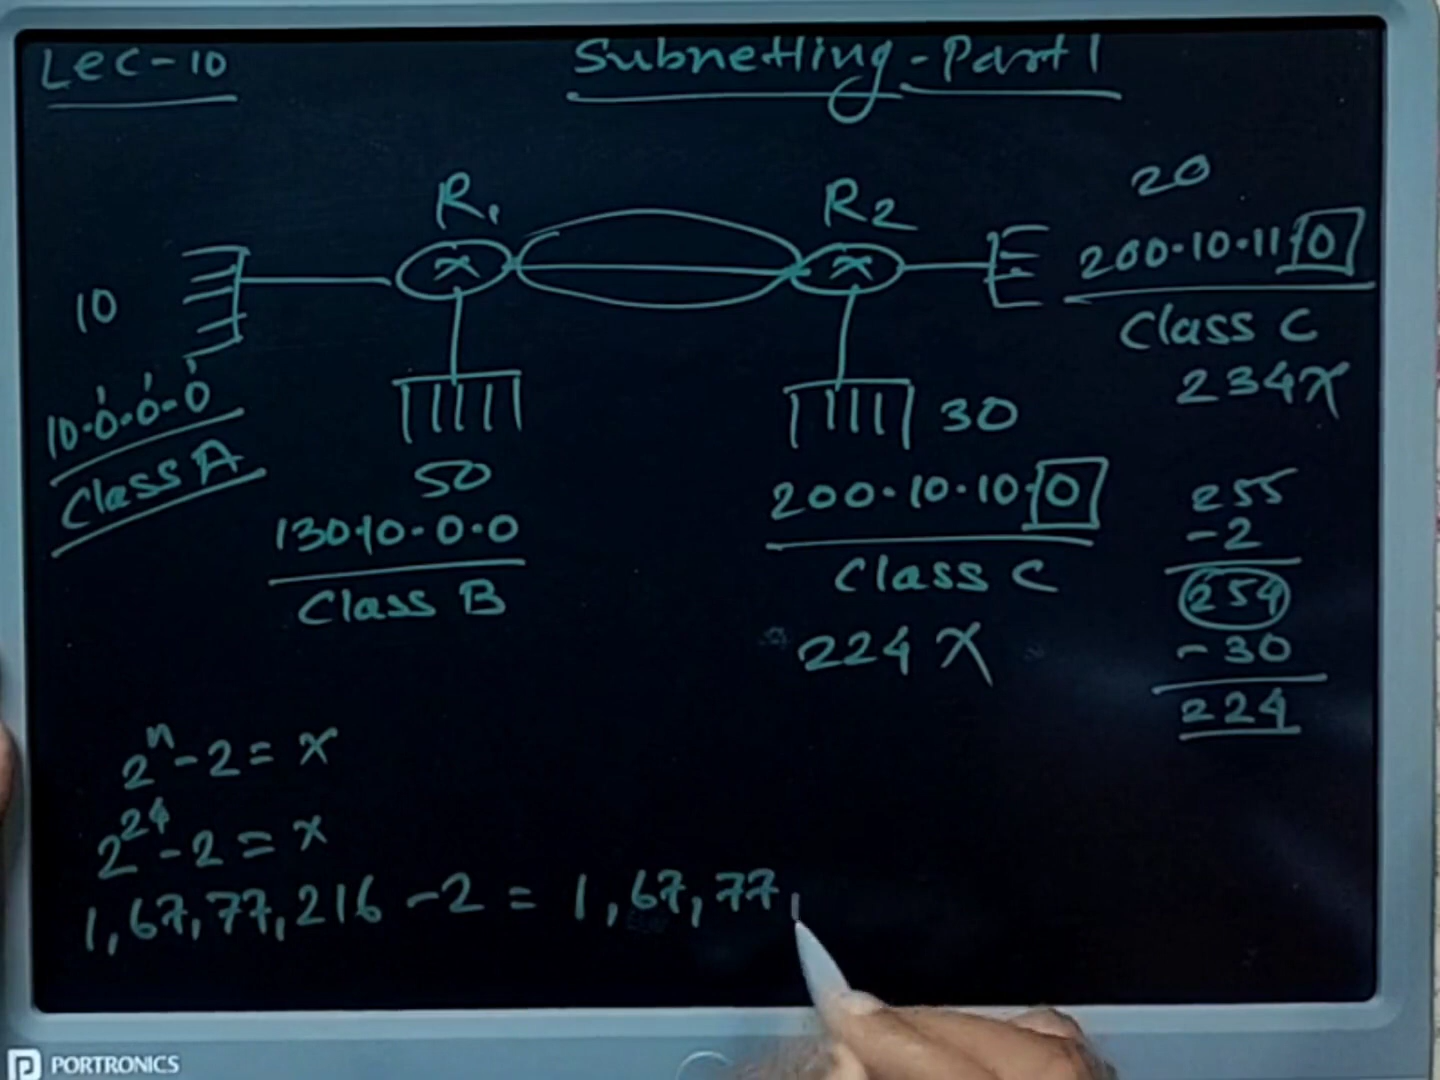 Lec-10
Subnetting-Part 1
R1
R2
20
200.10.11.0
Class C
234X
10
10.0.0.0
Class A
50
130.10.0.0
Class B
30
200.10.10.0
Class C
224 X
255
-2
254
-30
224
2^n-2=x
2^24-2=x
1,67,77,216-2=1,67,77,
PORTRONICS